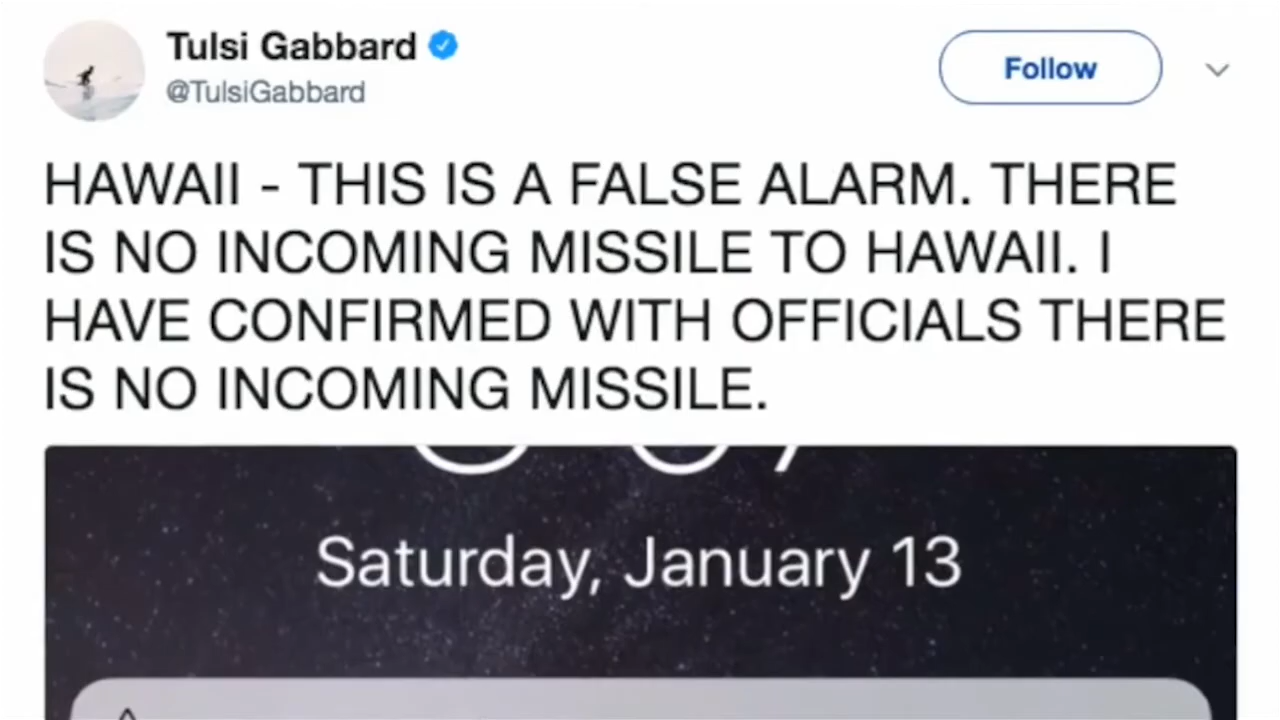 Tulsi Gabbard
@TulsiGabbard
Follow
HAWAII - THIS IS A FALSE ALARM. THERE
IS NO INCOMING MISSILE TO HAWAII. I
HAVE CONFIRMED WITH OFFICIALS THERE
IS NO INCOMING MISSILE.
Saturday, January 13